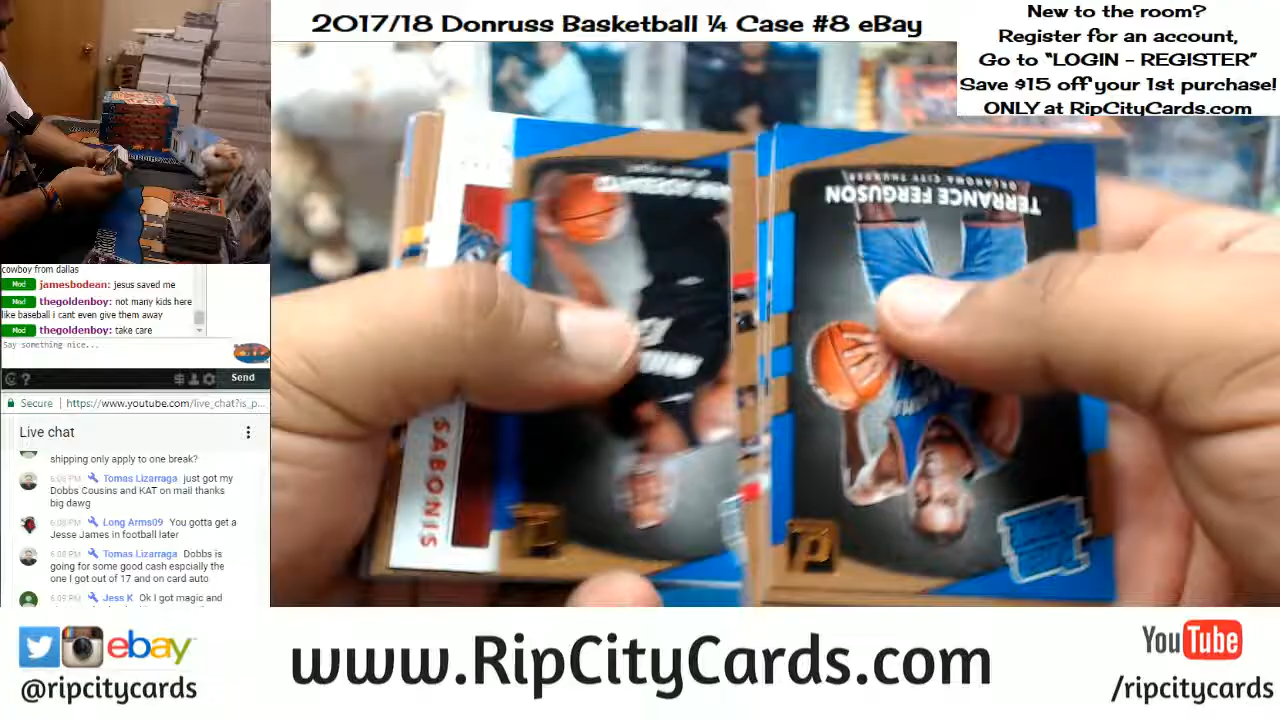 2017/18 Donruss Basketball ¼ Case #8 eBay
New to the room?
Register for an account,
Go to “LOGIN - REGISTER”
Save $15 off your 1st purchase!
ONLY at RipCityCards.com
TERRANCE FERGUSON
OKLAHOMA CITY THUNDER
SABONIS
cowboy from dallas
Mod jamesbodean: jesus saved me
Mod thegoldenboy: not many kids here
like baseball i cant even give them away
Mod thegoldenboy: take care
Say something nice...
Send
Secure https://www.youtube.com/live_chat?is_p...
Live chat
shipping only apply to one break?
6:08 PM Tomas Lizarraga just got my
Dobbs Cousins and KAT on mail thanks
big dawg
6:08 PM Long Arms09 You gotta get a
Jesse James in football later
6:08 PM Tomas Lizarraga Dobbs is
going for some good cash espcially the
one I got out of 17 and on card auto
6:09 PM Jess K Ok I got magic and
ebay
@ripcitycards
www.RipCityCards.com
YouTube
/ripcitycards